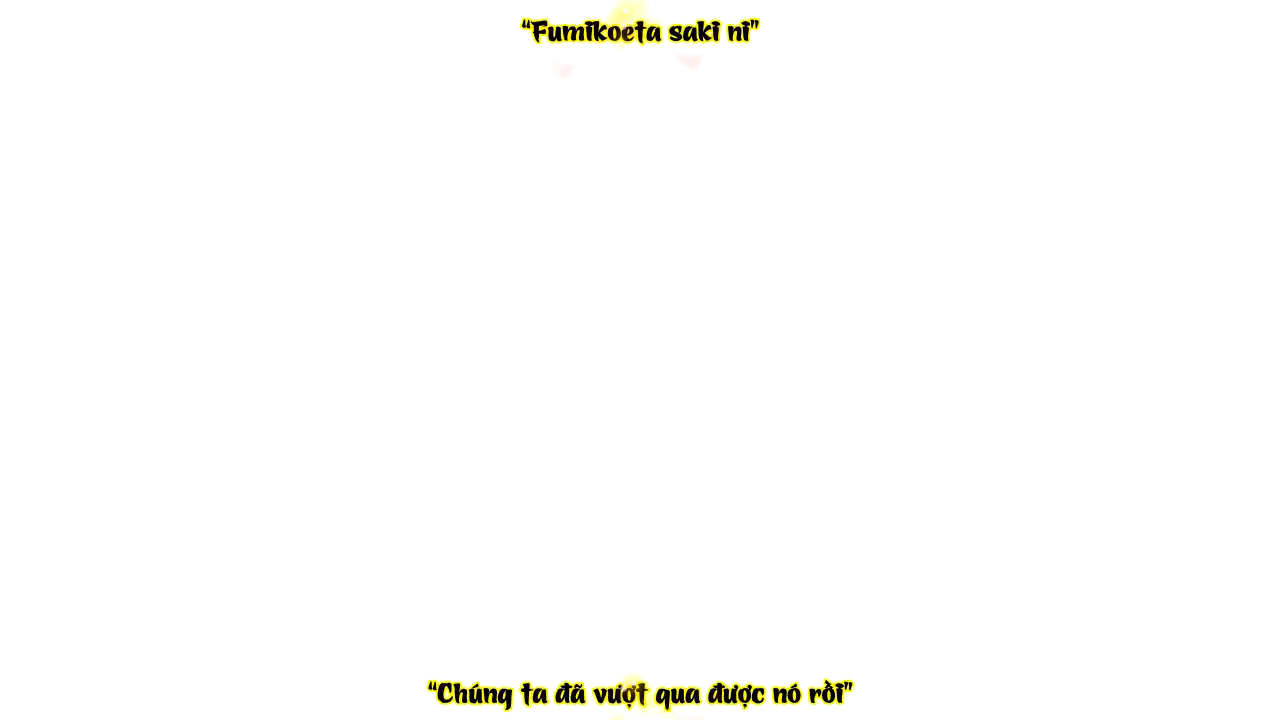 “Fumikoeta saki ni”
“Chúng ta đã vượt qua được nó rồi”